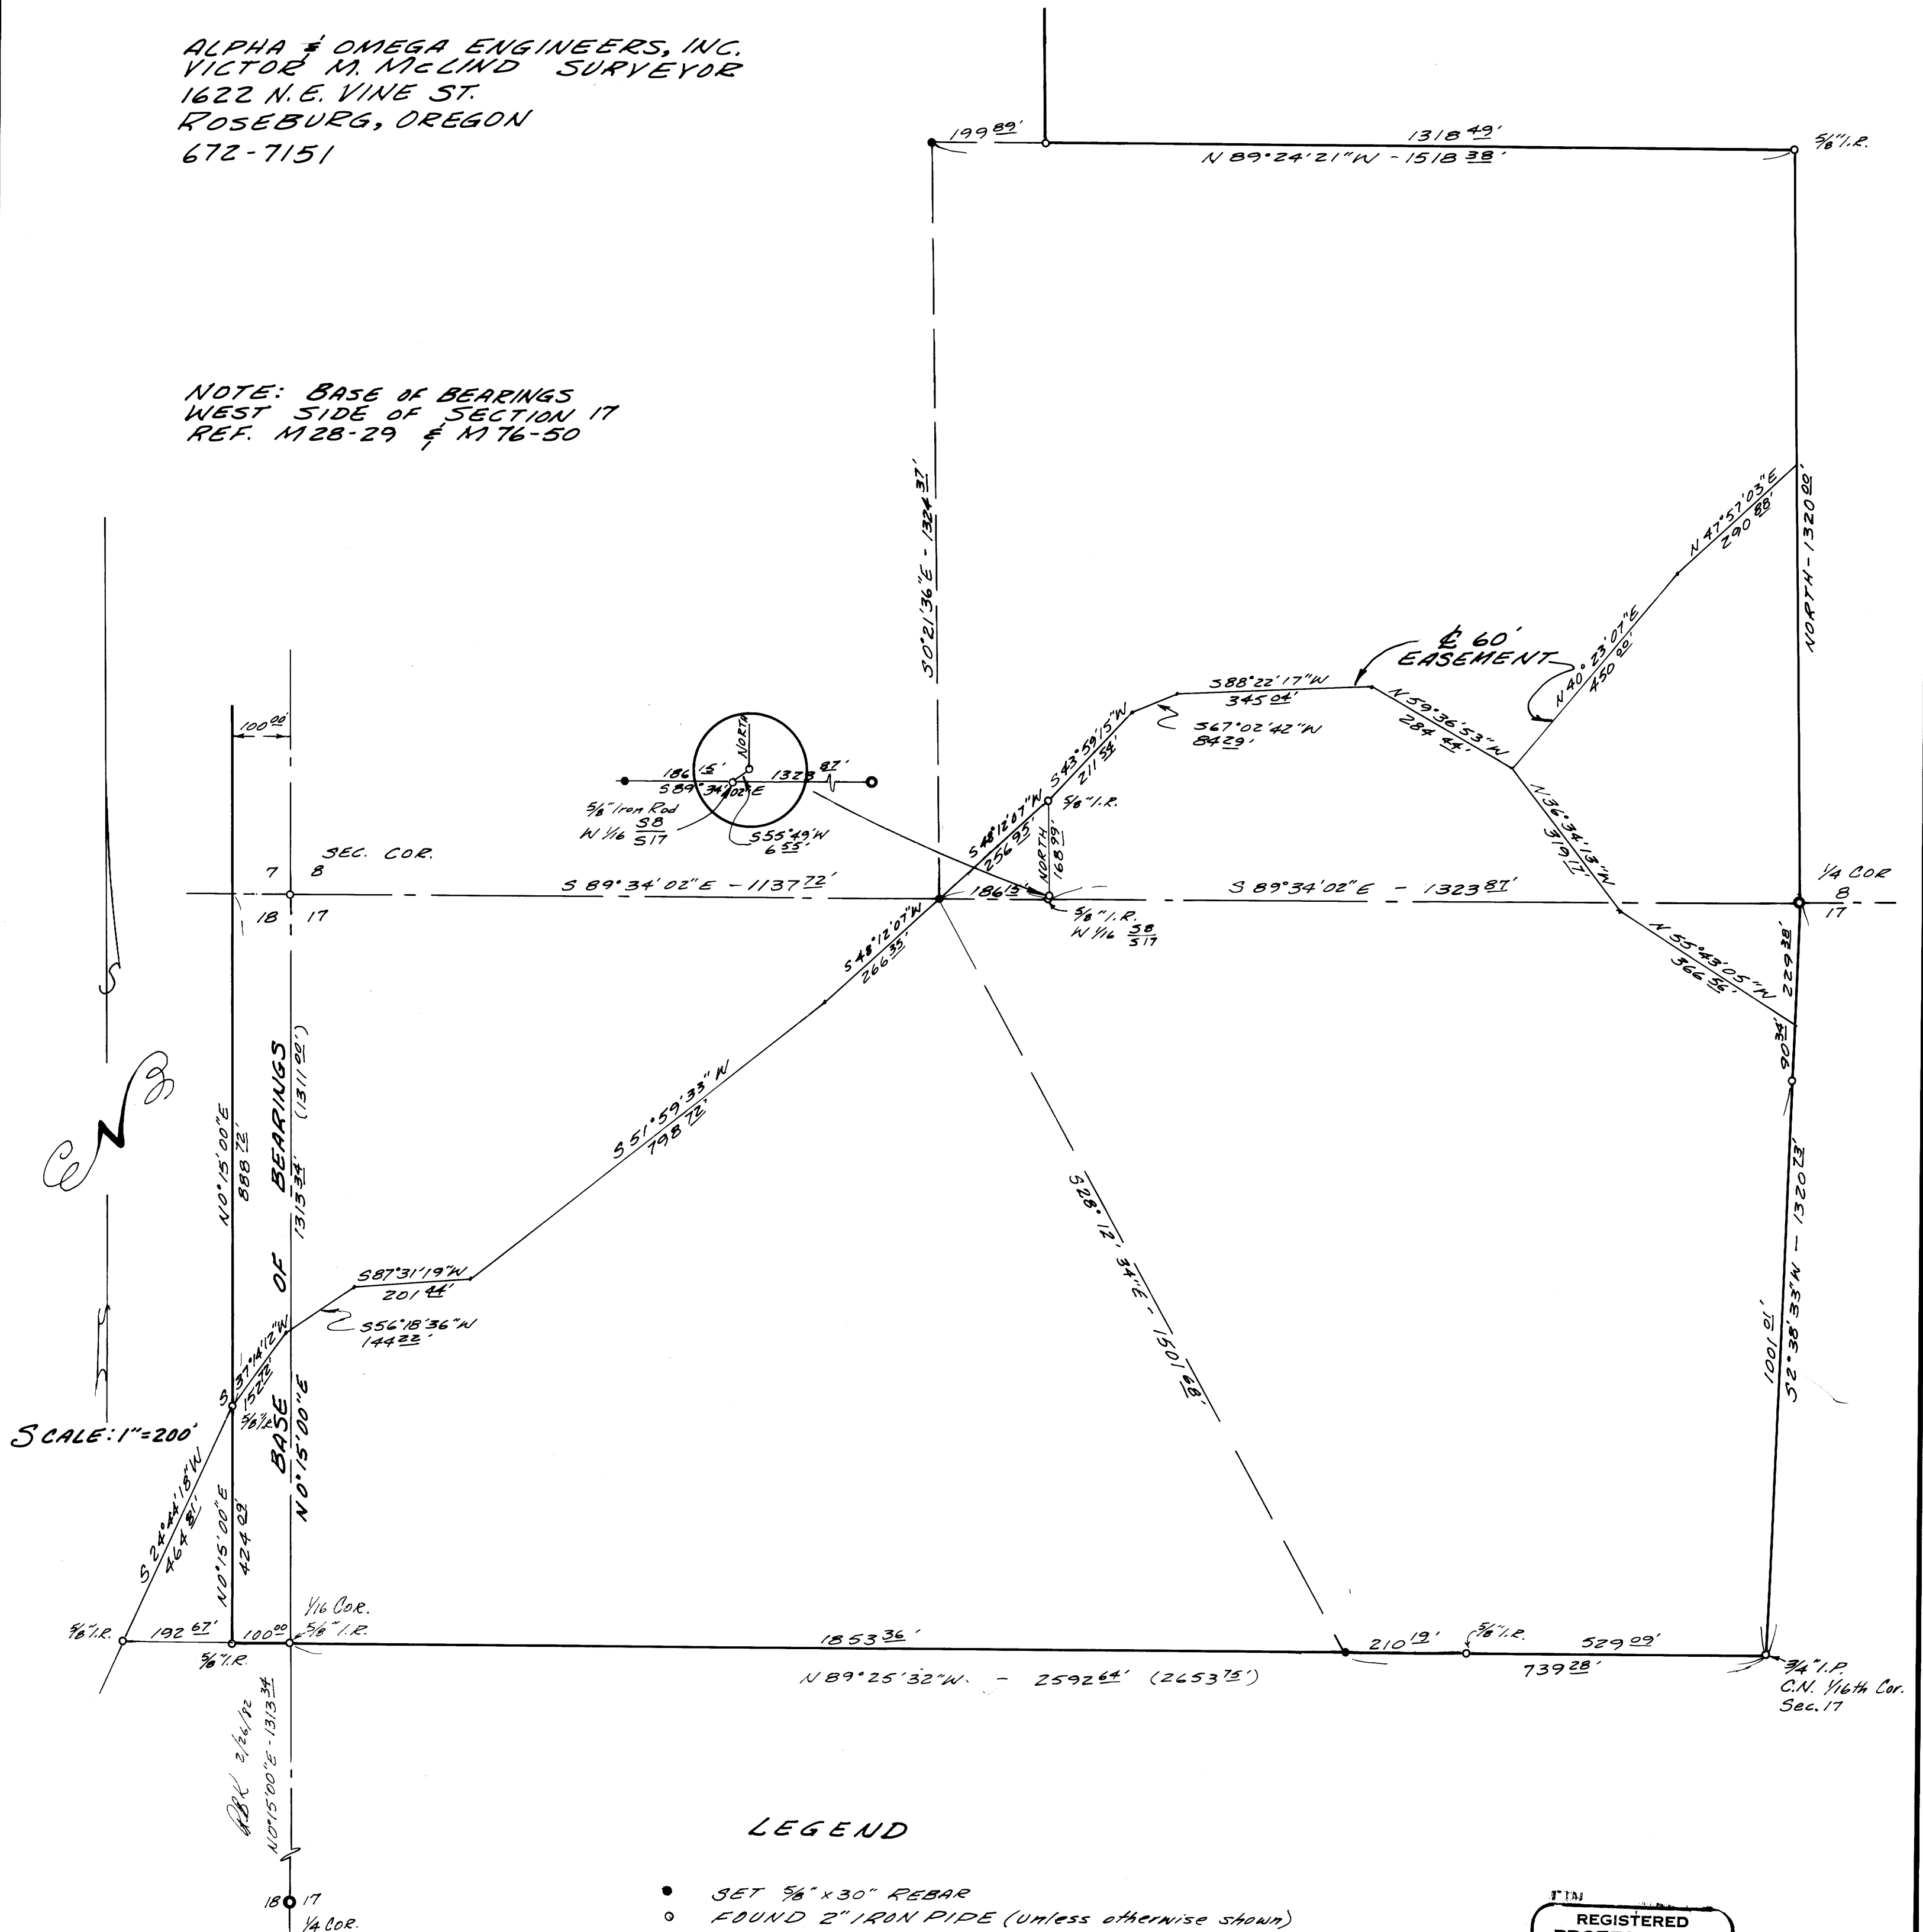 ALPHA & OMEGA ENGINEERS, INC.
VICTOR M. McLIND SURVEYOR
1622 N.E. VINE ST.
ROSEBURG, OREGON
672-7151
199 89'
1318 49'
N 89°24'21"W - 1518 38'
5/8" I.R.
NOTE: BASE OF BEARINGS
WEST SIDE OF SECTION 17
REF. M28-29 & M76-50
S0°21'36"E - 1324 37'
NORTH - 1320 00'
N 47°57'03"E
290 88'
N 40°23'07"E
450 00'
℄ 60'
EASEMENT
S88°22'17"W
345 04'
N 59°36'53"W
284 44'
S67°02'42"W
84 29'
S43°59'15"W
211 54'
5/8" I.R.
S48°12'07"W
256 95'
NORTH
168 99'
N36°34'13"W
319 17'
100 00'
NORTH
186 15'
1323 87'
S89°34'02"E
5/8" Iron Rod
W 1/16 S8
S17
S55°49'W
6 55'
SEC. COR.
7 8
18 17
S 89°34'02"E - 1137 72'
186 15'
S 89°34'02"E - 1323 87'
1/4 COR
8
17
5/8" I.R.
W 1/16 S8
S17
S48°12'07"W
266 35'
N 55°43'05"W
366 56'
229 38'
90 34'
S51°59'33"W
798 72'
S28°12'34"E - 1501 68'
N0°15'00"E
888 72'
BASE OF BEARINGS
1313 34' (1311 00')
N0°15'00"E
S87°31'19"W
201 44'
S56°18'36"W
144 22'
S 37°14'12"W
152 72'
5/8" I.R.
1001 01'
S2°38'33"W - 1320 73'
N
SCALE: 1"=200'
S 24°44'18"W
464 81'
N0°15'00"E
424 09'
1/16 COR.
5/8" I.R.
5/8" I.R.
192 67'
100 00'
5/8" I.R.
1853 36'
210 19'
5/8" I.R.
529 09'
739 28'
N 89°25'32"W. - 2592 64' (2653 75')
3/4" I.P.
C.N. 1/16th Cor.
Sec. 17
2/26/82
N0°15'00"E - 1313 34
18 17
1/4 COR.
LEGEND
SET 5/8" x 30" REBAR
FOUND 2" IRON PIPE (unless otherwise shown)
REGISTERED